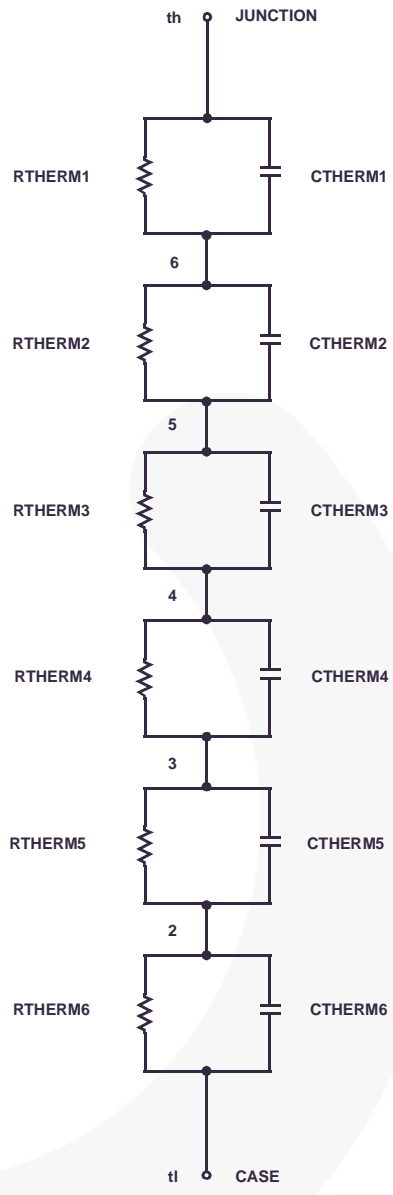 th JUNCTION
RTHERM1 CTHERM1
6
RTHERM2 CTHERM2
5
RTHERM3 CTHERM3
4
RTHERM4 CTHERM4
3
RTHERM5 CTHERM5
2
RTHERM6 CTHERM6
tl CASE